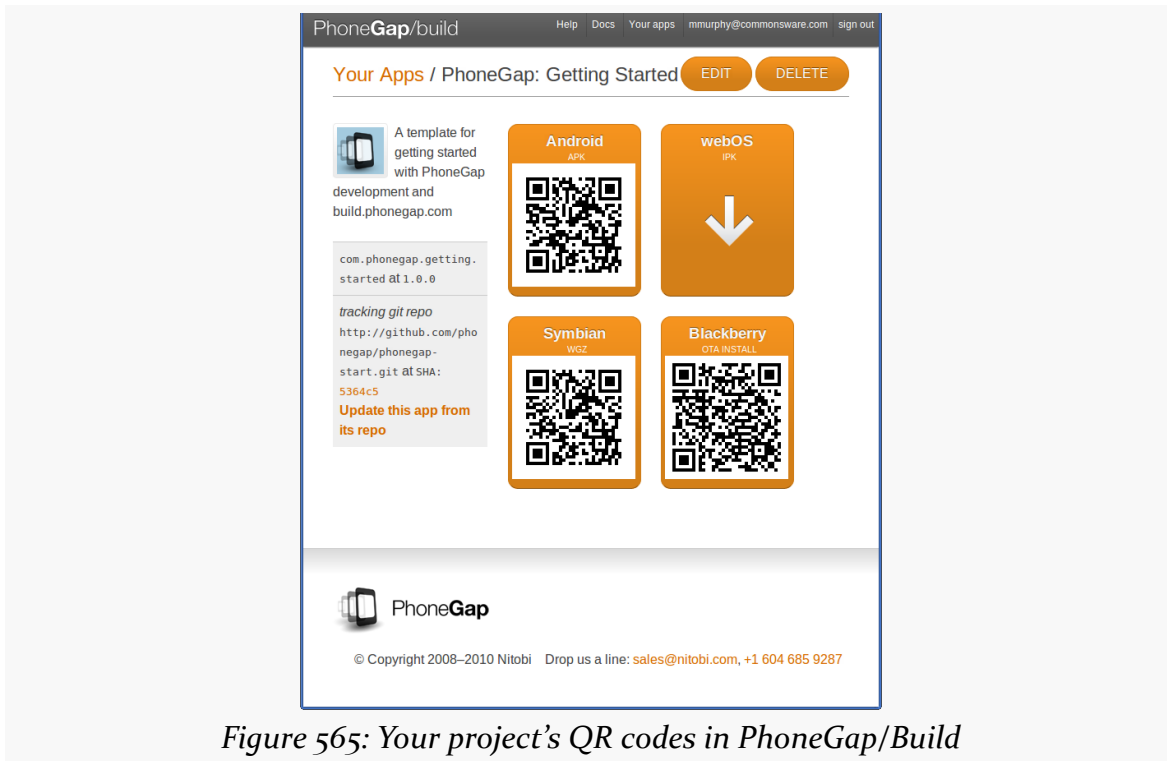 PhoneGap/build
Help Docs Your apps mmurphy@commonsware.com sign out
Your Apps / PhoneGap: Getting Started EDIT DELETE
A template for
getting started
with PhoneGap
development and
build.phonegap.com
com.phonegap.getting.
started at 1.0.0
tracking git repo
http://github.com/pho
negap/phonegap-
start.git at SHA:
5364c5
Update this app from
its repo
Android
APK
webOS
IPK
Symbian
WGZ
Blackberry
OTA INSTALL
PhoneGap
© Copyright 2008–2010 Nitobi Drop us a line: sales@nitobi.com, +1 604 685 9287
Figure 565: Your project’s QR codes in PhoneGap/Build